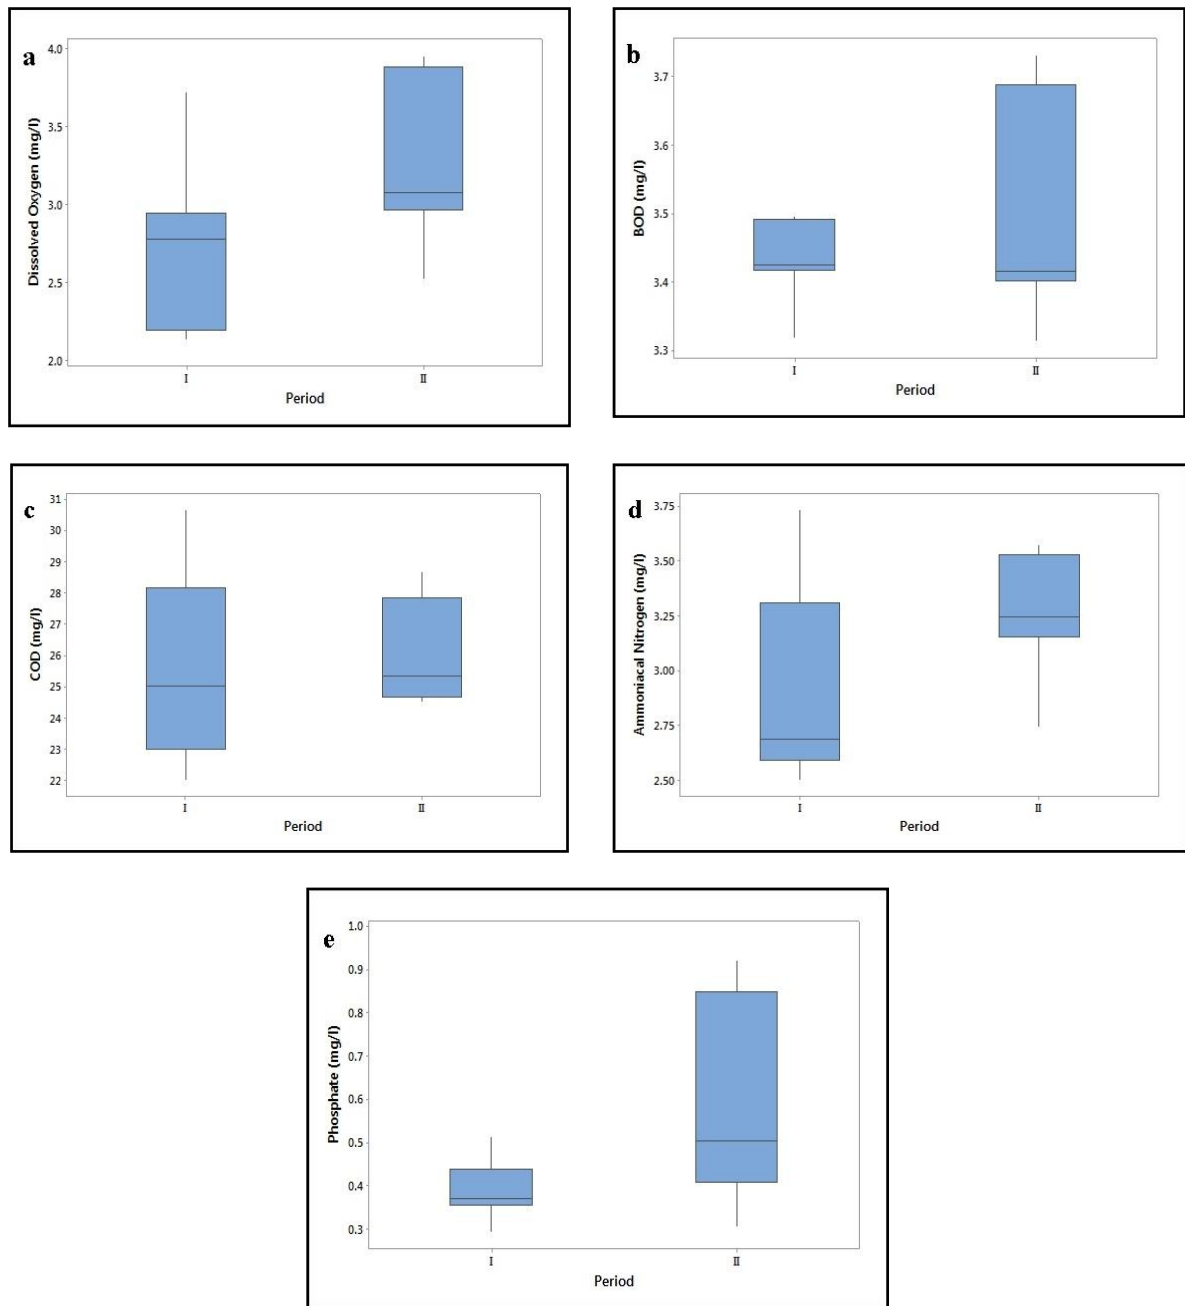 a
4.0
3.5
3.0
2.5
2.0
Dissolved Oxygen (mg/l)
I II
Period
b
3.7
3.6
3.5
3.4
3.3
BOD (mg/l)
I II
Period
c
31
30
29
28
27
26
25
24
23
22
COD (mg/l)
I II
Period
d
3.75
3.50
3.25
3.00
2.75
2.50
Ammoniacal Nitrogen (mg/l)
I II
Period
e
1.0
0.9
0.8
0.7
0.6
0.5
0.4
0.3
Phosphate (mg/l)
I II
Period